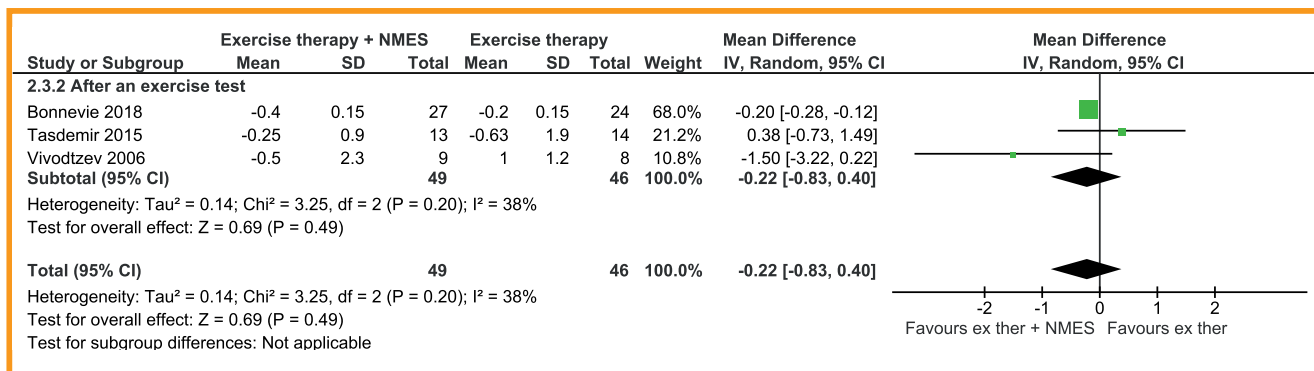 Exercise therapy + NMES Exercise therapy Mean Difference Mean Difference
Study or Subgroup Mean SD Total Mean SD Total Weight IV, Random, 95% CI IV, Random, 95% CI
2.3.2 After an exercise test
Bonnevie 2018 -0.4 0.15 27 -0.2 0.15 24 68.0% -0.20 [-0.28, -0.12]
Tasdemir 2015 -0.25 0.9 13 -0.63 1.9 14 21.2% 0.38 [-0.73, 1.49]
Vivodtzev 2006 -0.5 2.3 9 1 1.2 8 10.8% -1.50 [-3.22, 0.22]
Subtotal (95% CI) 49 46 100.0% -0.22 [-0.83, 0.40]
Heterogeneity: Tau² = 0.14; Chi² = 3.25, df = 2 (P = 0.20); I² = 38%
Test for overall effect: Z = 0.69 (P = 0.49)
Total (95% CI) 49 46 100.0% -0.22 [-0.83, 0.40]
Heterogeneity: Tau² = 0.14; Chi² = 3.25, df = 2 (P = 0.20); I² = 38%
Test for overall effect: Z = 0.69 (P = 0.49)
Test for subgroup differences: Not applicable
-2 -1 0 1 2
Favours ex ther + NMES Favours ex ther